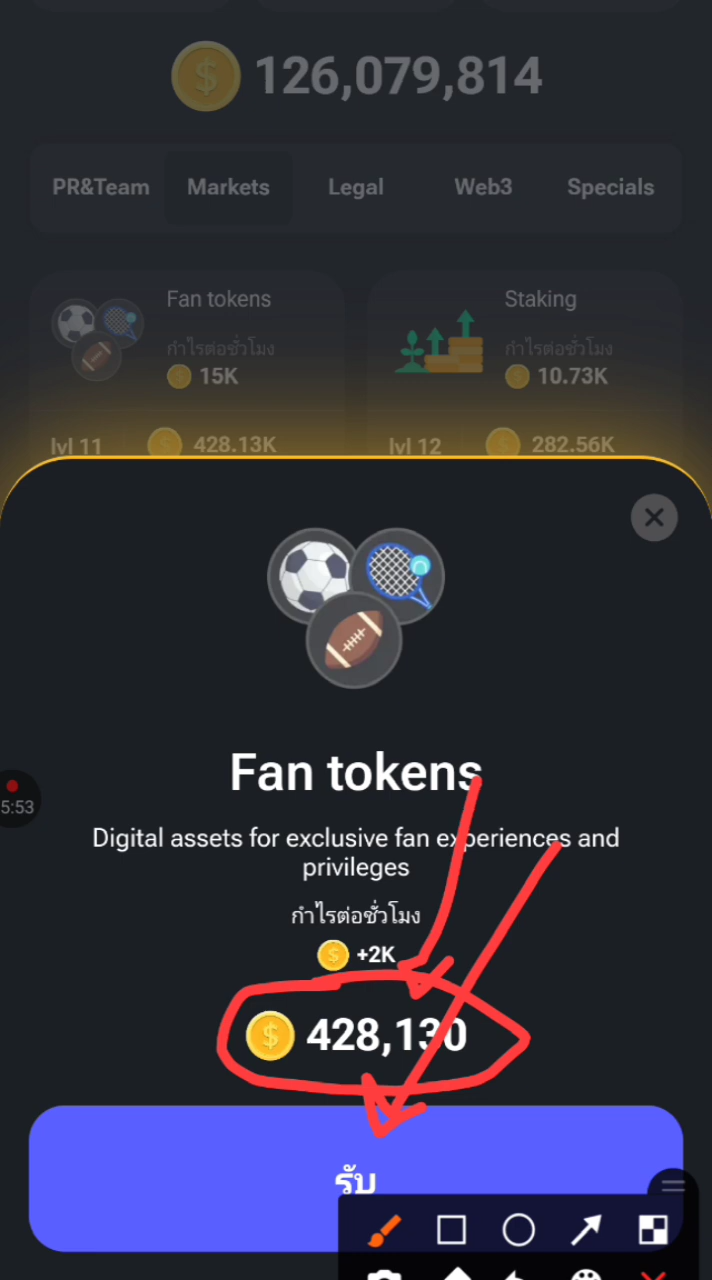 126,079,814
PR&Team Markets Legal Web3 Specials
Fan tokens
กำไรต่อชั่วโมง
15K
lvl 11 428.13K
Staking
กำไรต่อชั่วโมง
10.73K
lvl 12 282.56K
Fan tokens
Digital assets for exclusive fan experiences and
privileges
กำไรต่อชั่วโมง
+2K
428,130
5:53
รับ